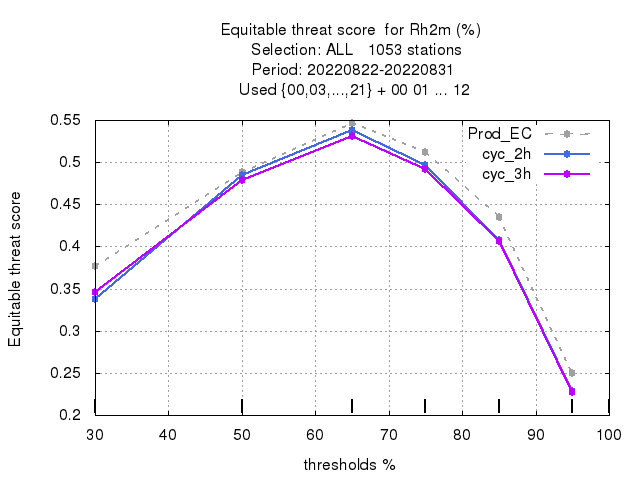 Equitable threat score  for Rh2m (%)
Selection: ALL   1053 stations
Period: 20220822-20220831
Used {00,03,...,21} + 00 01 ... 12
Equitable threat score
0.55
0.5
0.45
0.4
0.35
0.3
0.25
0.2
Prod_EC
cyc_2h
cyc_3h
30 40 50 60 70 80 90 100
thresholds %